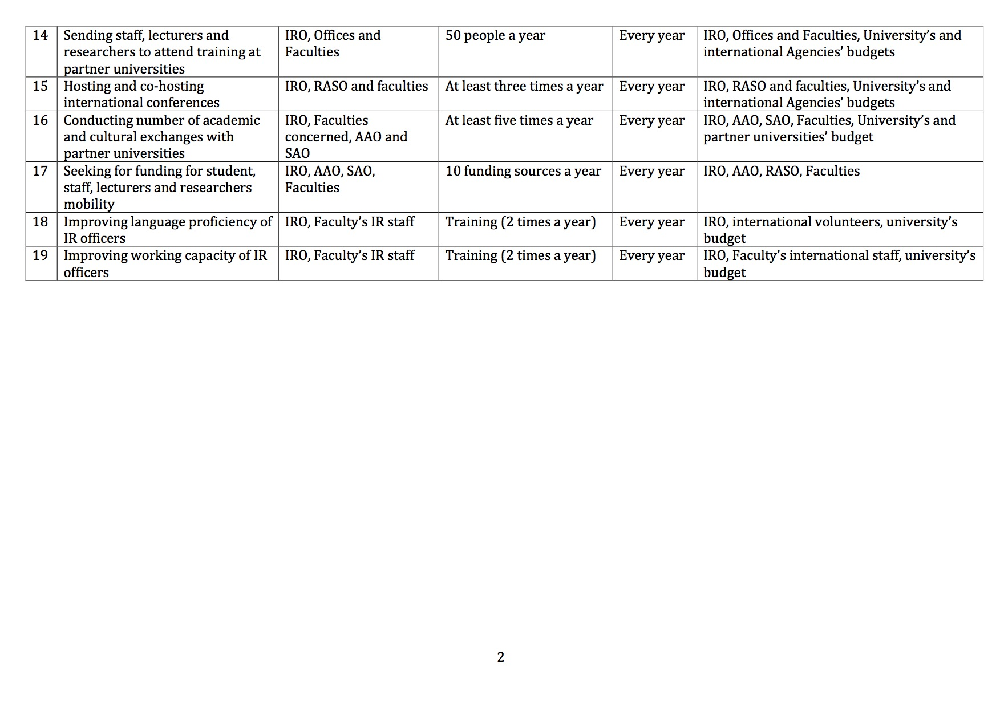 14
Sending staff, lecturers and
researchers to attend training at
partner universities
IRO, Offices and
Faculties
50 people a year
Every year
IRO, Offices and Faculties, University’s and
international Agencies’ budgets
15
Hosting and co-hosting
international conferences
IRO, RASO and faculties
At least three times a year
Every year
IRO, RASO and faculties, University’s and
international Agencies’ budgets
16
Conducting number of academic
and cultural exchanges with
partner universities
IRO, Faculties
concerned, AAO and
SAO
At least five times a year
Every year
IRO, AAO, SAO, Faculties, University’s and
partner universities’ budget
17
Seeking for funding for student,
staff, lecturers and researchers
mobility
IRO, AAO, SAO,
Faculties
10 funding sources a year
Every year
IRO, AAO, RASO, Faculties
18
Improving language proficiency of
IR officers
IRO, Faculty’s IR staff
Training (2 times a year)
Every year
IRO, international volunteers, university’s
budget
19
Improving working capacity of IR
officers
IRO, Faculty’s IR staff
Training (2 times a year)
Every year
IRO, Faculty’s international staff, university’s
budget
2